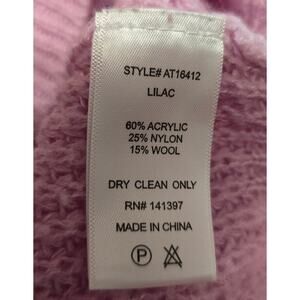 STYLE# AT16412
LILAC
60% ACRYLIC
25% NYLON
15% WOOL
DRY CLEAN ONLY
RN# 141397
MADE IN CHINA
P